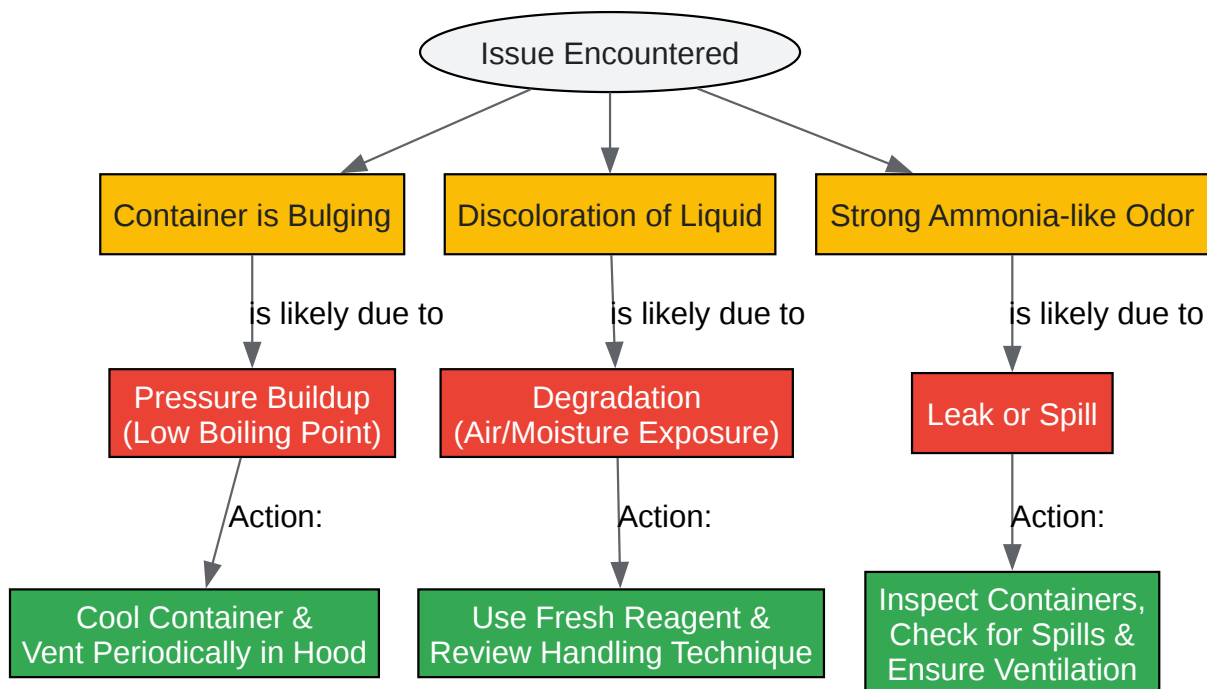 Issue Encountered
Container is Bulging
Discoloration of Liquid
Strong Ammonia-like Odor
is likely due to
is likely due to
is likely due to
Pressure Buildup
(Low Boiling Point)
Degradation
(Air/Moisture Exposure)
Leak or Spill
Action:
Action:
Action:
Cool Container &
Vent Periodically in Hood
Use Fresh Reagent &
Review Handling Technique
Inspect Containers,
Check for Spills &
Ensure Ventilation